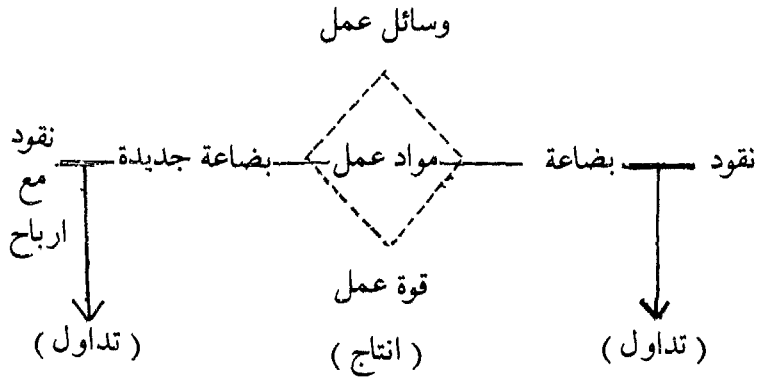 وسائل عمل
نقود بضاعة مواد عمل بضاعة جديدة نقود
مع
ارباح
قوة عمل
( تداول ) ( انتاج ) ( تداول )